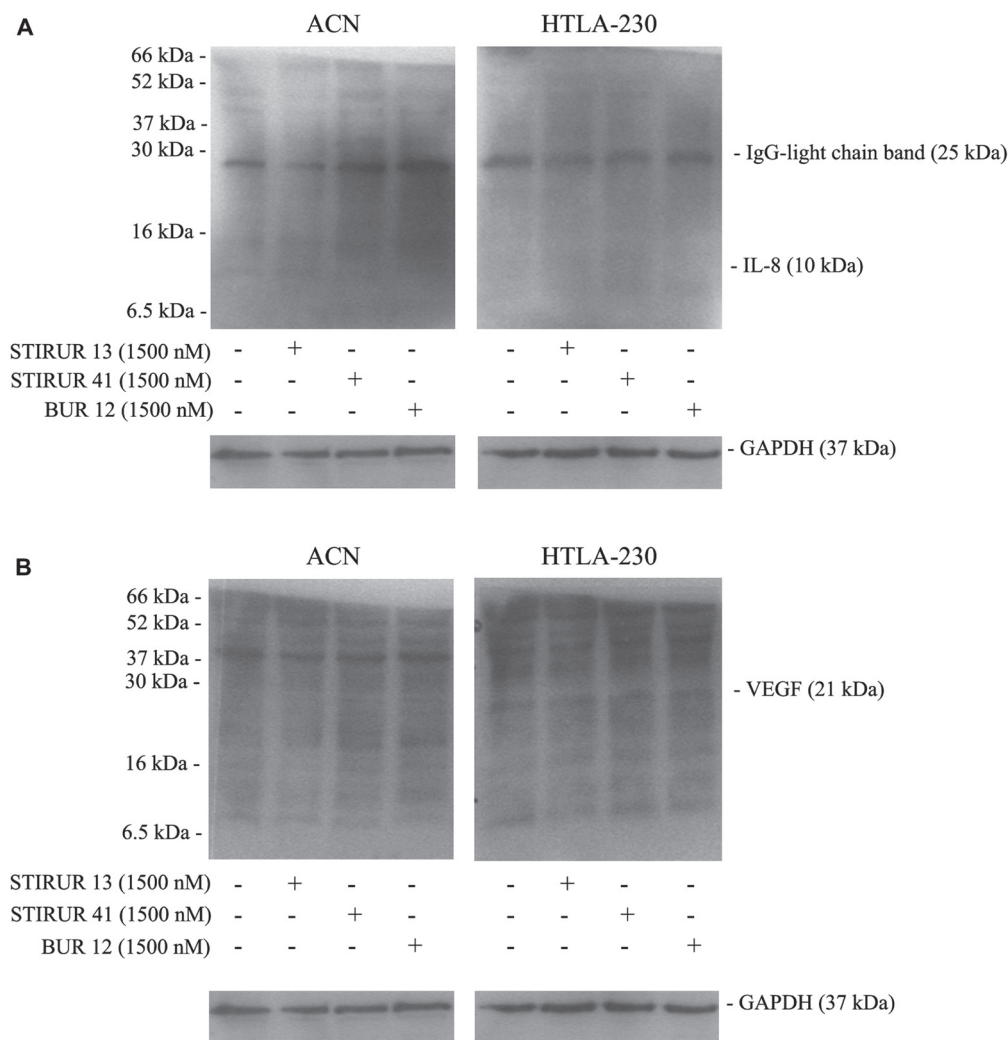 A
ACN HTLA-230
66 kDa -
52 kDa -
37 kDa -
30 kDa -
- IgG-light chain band (25 kDa)
16 kDa -
- IL-8 (10 kDa)
6.5 kDa -
STIRUR 13 (1500 nM) - + - - - + - -
STIRUR 41 (1500 nM) - - + - - - + -
BUR 12 (1500 nM) - - - + - - - +
- GAPDH (37 kDa)
B
ACN HTLA-230
66 kDa -
52 kDa -
37 kDa -
30 kDa -
- VEGF (21 kDa)
16 kDa -
6.5 kDa -
STIRUR 13 (1500 nM) - + - - - + - -
STIRUR 41 (1500 nM) - - + - - - + -
BUR 12 (1500 nM) - - - + - - - +
- GAPDH (37 kDa)